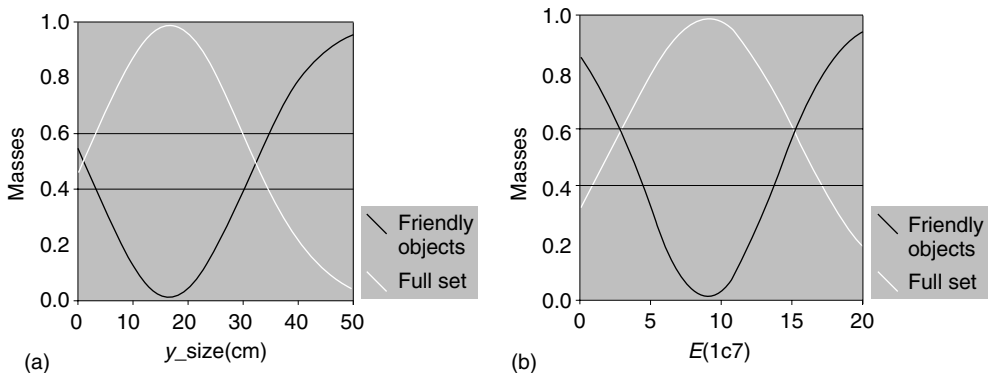 1.0
0.8
0.6
0.4
0.2
0.0
Masses
0 10 20 30 40 50
y_size(cm)
(a)
Friendly
objects
Full set
1.0
0.8
0.6
0.4
0.2
0.0
Masses
0 5 10 15 20
E(1c7)
(b)
Friendly
objects
Full set